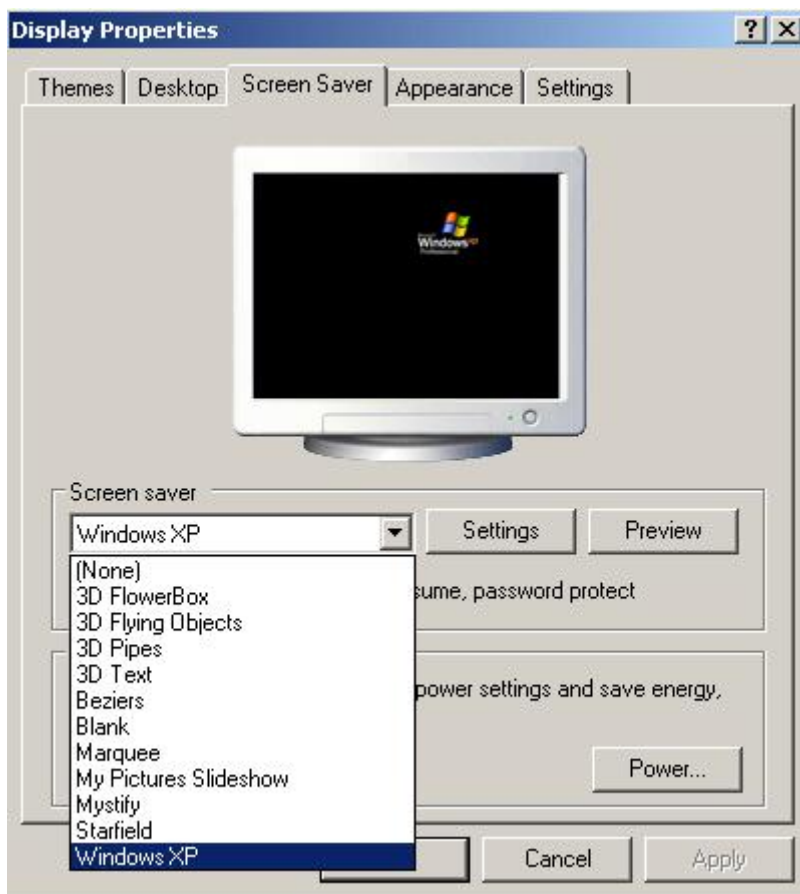 Display Properties
Themes Desktop Screen Saver Appearance Settings
Windows xp
Screen saver
Windows XP Settings Preview
(None)
3D FlowerBox
sume, password protect
3D Flying Objects
3D Pipes
3D Text
power settings and save energy,
Beziers
Blank
Marquee
My Pictures Slideshow
Power...
Mystify
Starfield
Windows XP
Cancel Apply